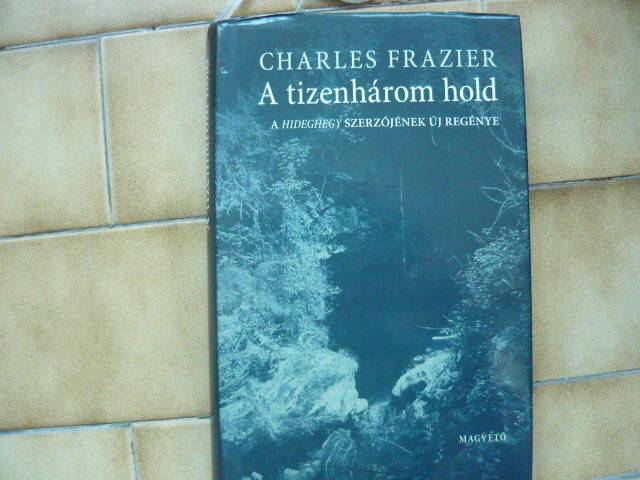 CHARLES FRAZIER
A tizenhárom hold
A HIDEGHEGY SZERZŐJÉNEK ÚJ REGÉNYE
MAGVETŐ